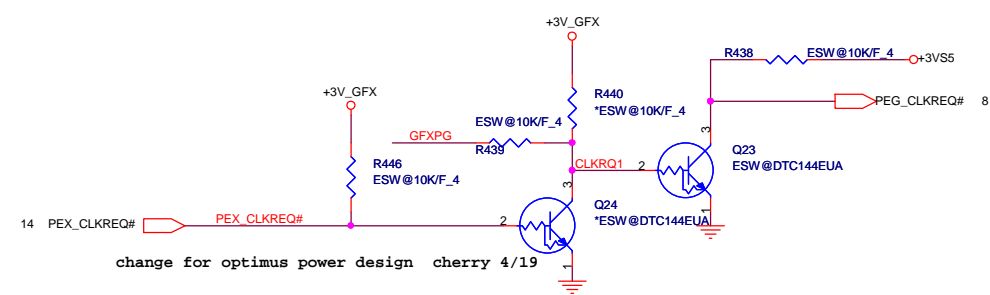 +3V_GFX
R438
ESW@10K/F_4
+3VS5
+3V_GFX
R440
*ESW@10K/F_4
PEG_CLKREQ#
8
ESW@10K/F_4
GFXPG
R439
3
CLKRQ1
2
Q23
ESW@DTC144EUA
R446
ESW@10K/F_4
3
1
Q24
*ESW@DTC144EUA
14
PEX_CLKREQ#
PEX_CLKREQ#
2
change for optimus power design cherry 4/19
1